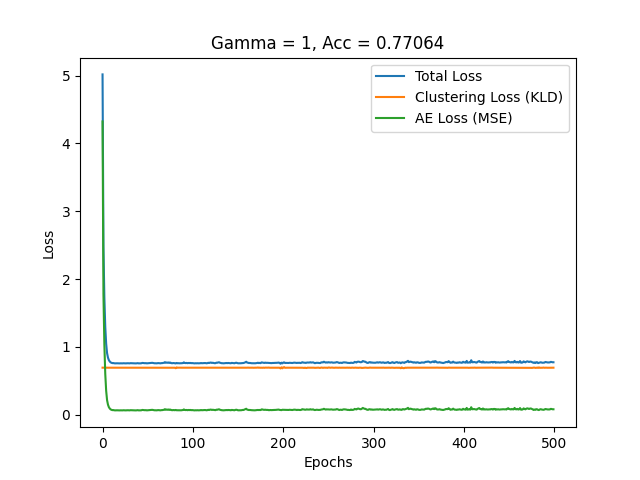 Gamma = 1, Acc = 0.77064
Total Loss
Clustering Loss (KLD)
AE Loss (MSE)
5
4
3
2
1
0
Loss
0 100 200 300 400 500
Epochs